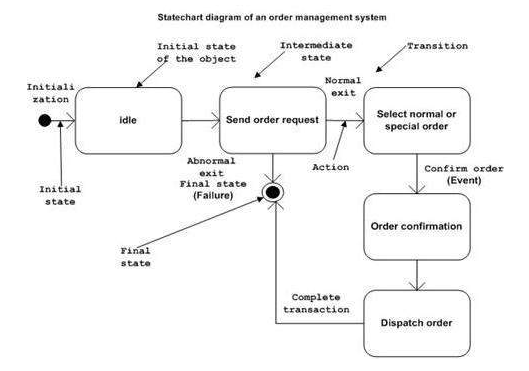 Statechart diagram of an order management system
Initial state
of the object
Intermediate
state
Transition
Initiali
zation
Normal
exit
idle
Send order request
Select normal or
special order
Initial
state
Abnormal
exit
Final state
(Failure)
Action
Confirm order
(Event)
Order confirmation
Final
state
Complete
transaction
Dispatch order